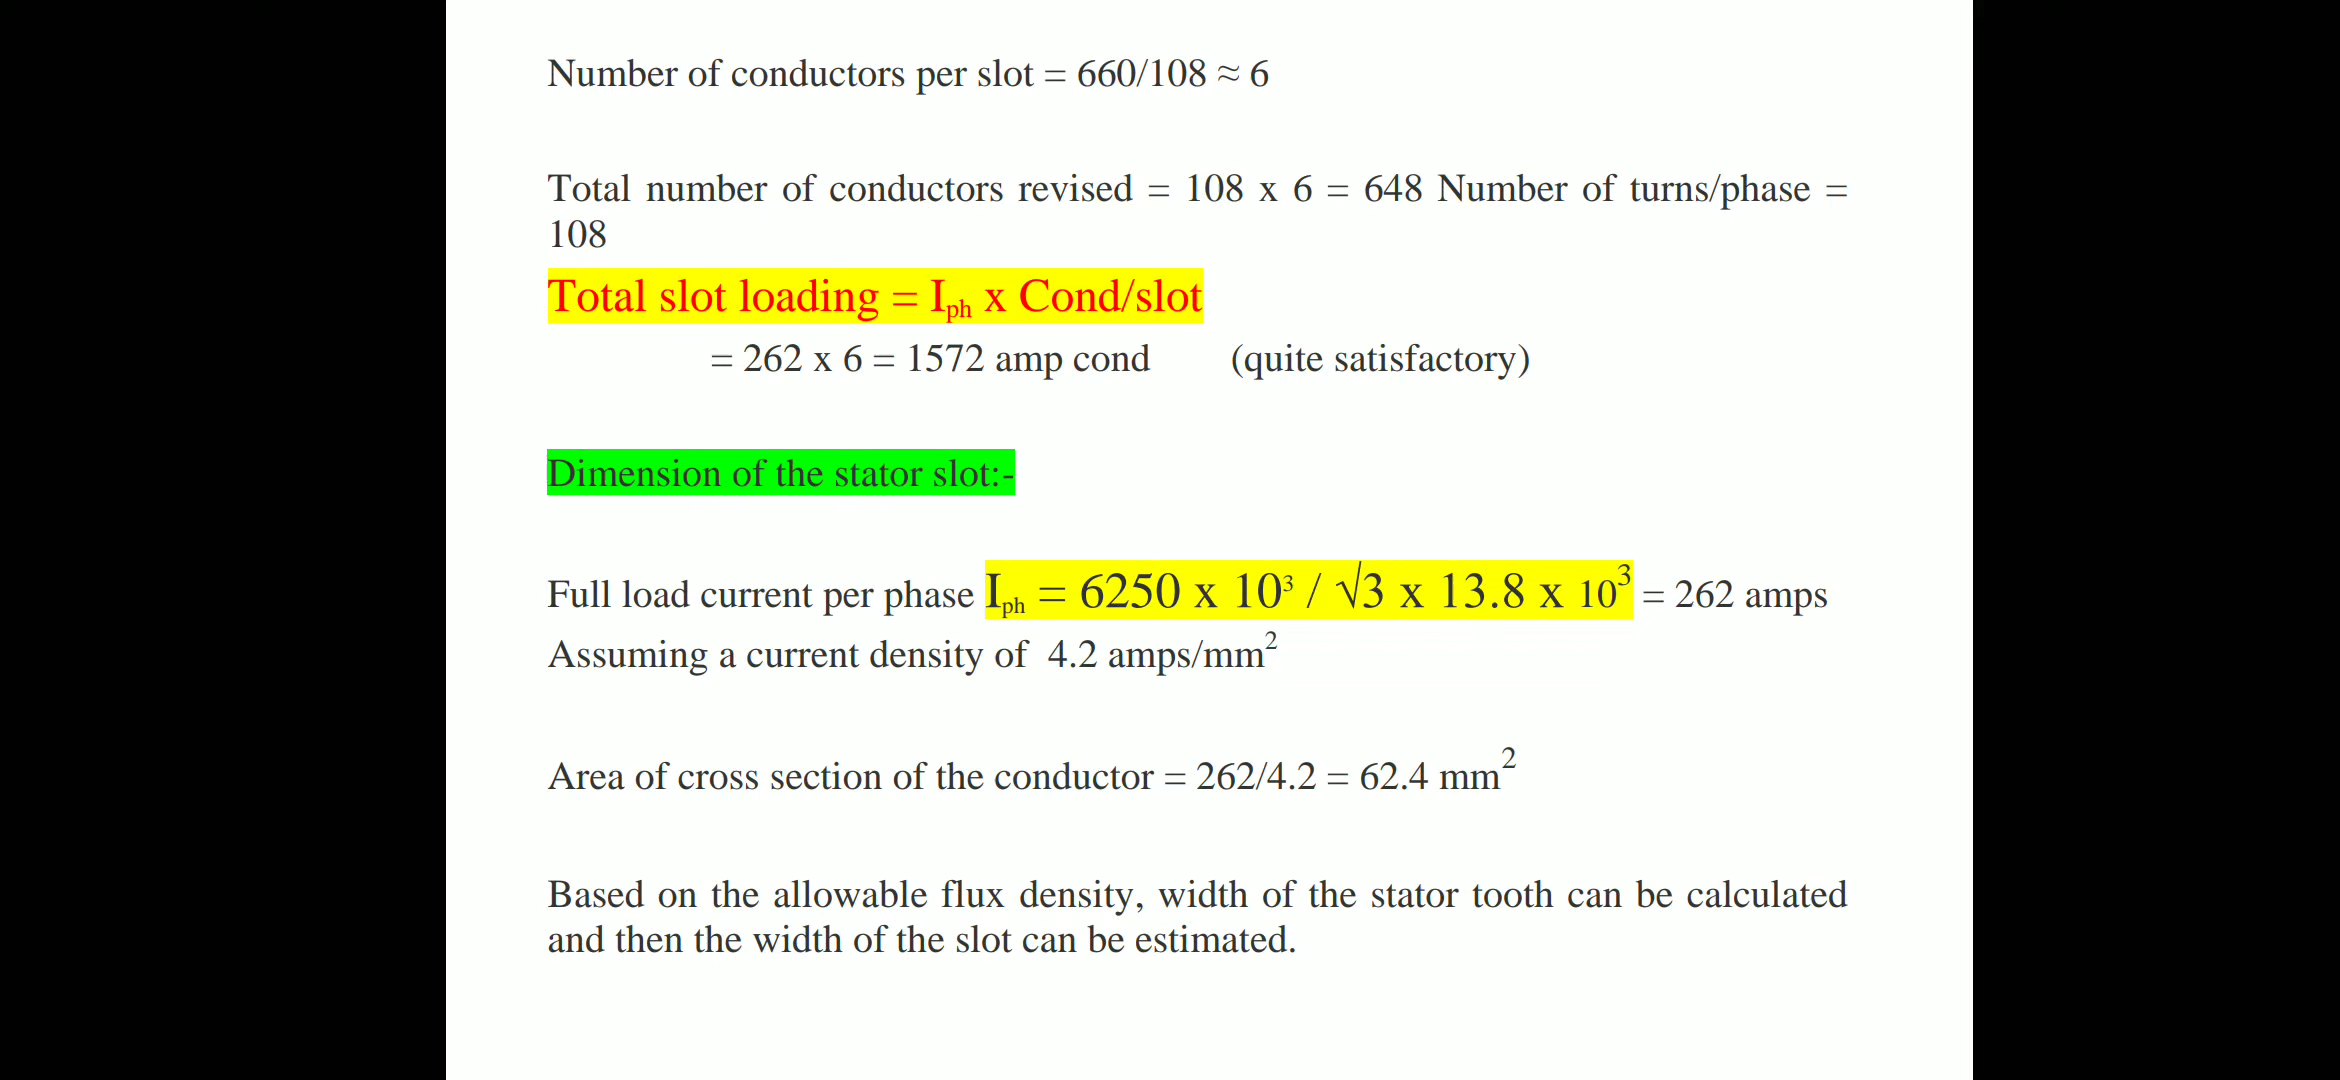 Number of conductors per slot = 660/108 ≈ 6
Total number of conductors revised = 108 x 6 = 648 Number of turns/phase =
108
Total slot loading = Iph x Cond/slot
= 262 x 6 = 1572 amp cond (quite satisfactory)
Dimension of the stator slot:-
Full load current per phase Iph = 6250 x 10³ / √3 x 13.8 x 10³ = 262 amps
Assuming a current density of 4.2 amps/mm²
Area of cross section of the conductor = 262/4.2 = 62.4 mm²
Based on the allowable flux density, width of the stator tooth can be calculated
and then the width of the slot can be estimated.